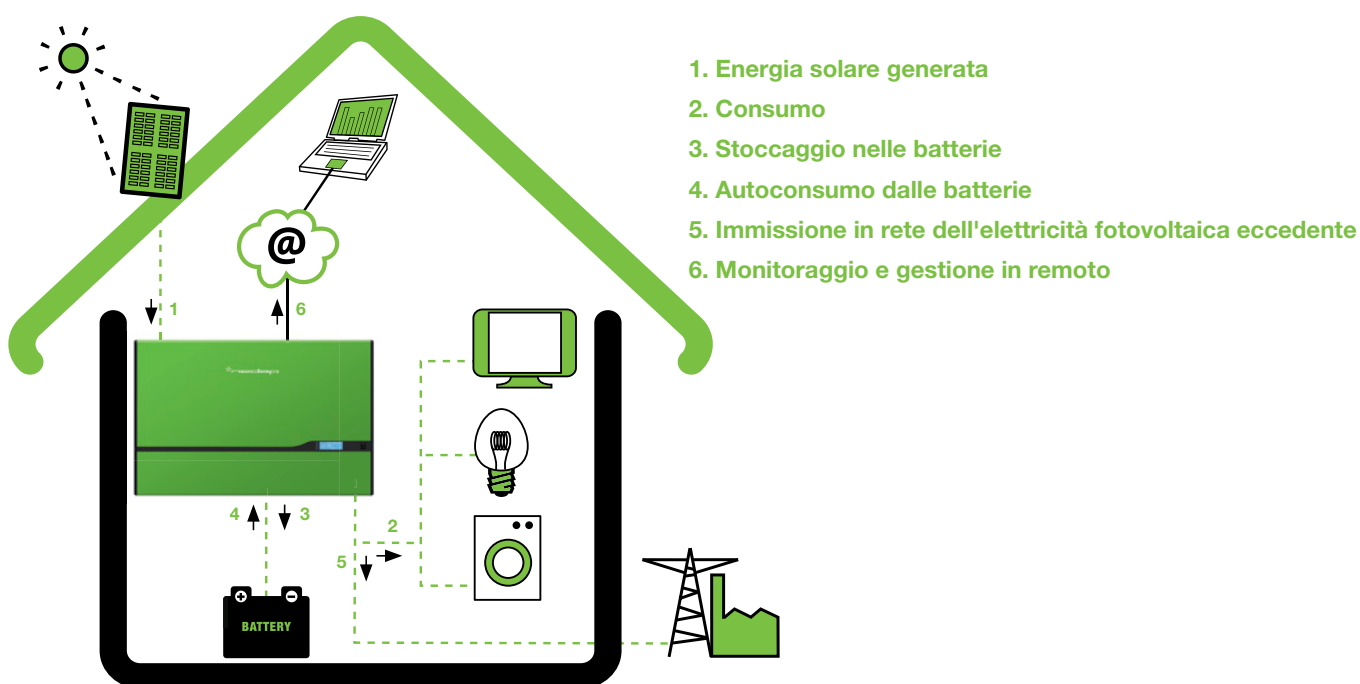 1. Energia solare generata
2. Consumo
3. Stoccaggio nelle batterie
4. Autoconsumo dalle batterie
5. Immissione in rete dell'elettricità fotovoltaica eccedente
6. Monitoraggio e gestione in remoto
@
1
6
4
3
2
5
BATTERY